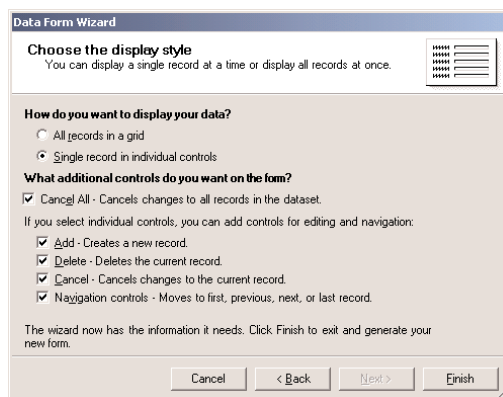 Data Form Wizard
Choose the display style
You can display a single record at a time or display all records at once.
How do you want to display your data?
All records in a grid
Single record in individual controls
What additional controls do you want on the form?
Cancel All - Cancels changes to all records in the dataset.
If you select individual controls, you can add controls for editing and navigation:
Add - Creates a new record.
Delete - Deletes the current record.
Cancel - Cancels changes to the current record.
Navigation controls - Moves to first, previous, next, or last record.
The wizard now has the information it needs. Click Finish to exit and generate your
new form.
Cancel < Back Next > Finish